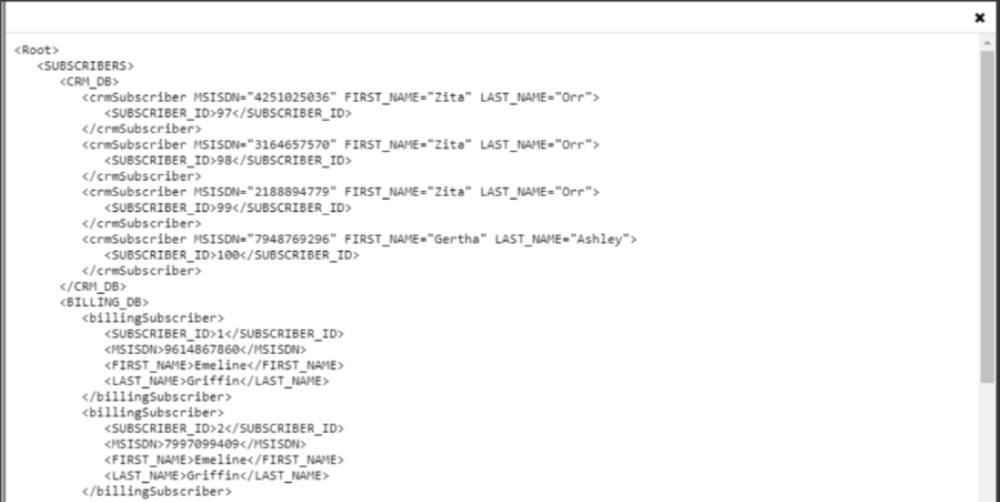 <Root>
<SUBSCRIBERS>
<CRM_DB>
<crmSubscriber MSISDN="4251025036" FIRST_NAME="Zita" LAST_NAME="Orr">
<SUBSCRIBER_ID>97</SUBSCRIBER_ID>
</crmSubscriber>
<crmSubscriber MSISDN="3164657570" FIRST_NAME="Zita" LAST_NAME="Orr">
<SUBSCRIBER_ID>98</SUBSCRIBER_ID>
</crmSubscriber>
<crmSubscriber MSISDN="2188894779" FIRST_NAME="Zita" LAST_NAME="Orr">
<SUBSCRIBER_ID>99</SUBSCRIBER_ID>
</crmSubscriber>
<crmSubscriber MSISDN="7948769296" FIRST_NAME="Gertha" LAST_NAME="Ashley">
<SUBSCRIBER_ID>100</SUBSCRIBER_ID>
</crmSubscriber>
</CRM_DB>
<BILLING_DB>
<billingSubscriber>
<SUBSCRIBER_ID>1</SUBSCRIBER_ID>
<MSISDN>9614867860</MSISDN>
<FIRST_NAME>Emeline</FIRST_NAME>
<LAST_NAME>Griffin</LAST_NAME>
</billingSubscriber>
<billingSubscriber>
<SUBSCRIBER_ID>2</SUBSCRIBER_ID>
<MSISDN>7997099409</MSISDN>
<FIRST_NAME>Emeline</FIRST_NAME>
<LAST_NAME>Griffin</LAST_NAME>
</billingSubscriber>